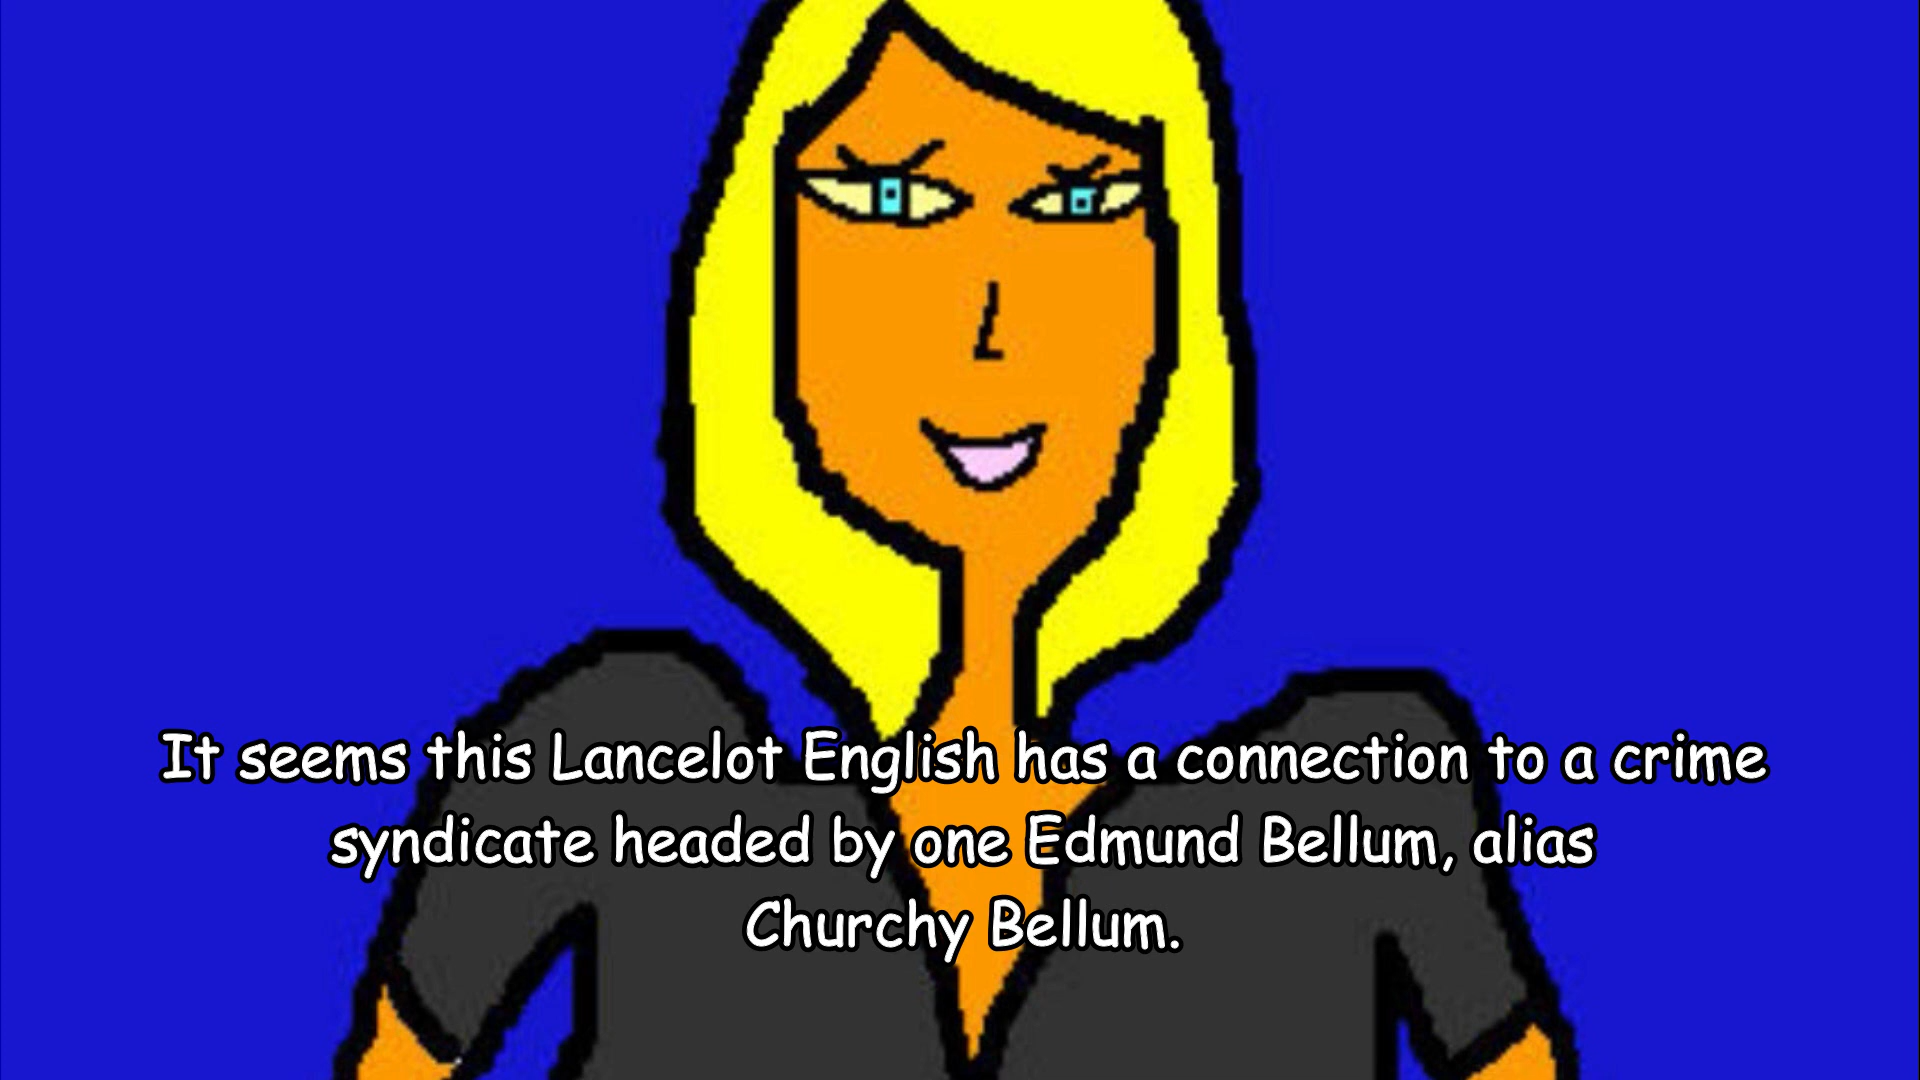 It seems this Lancelot English has a connection to a crime
syndicate headed by one Edmund Bellum, alias
Churchy Bellum.